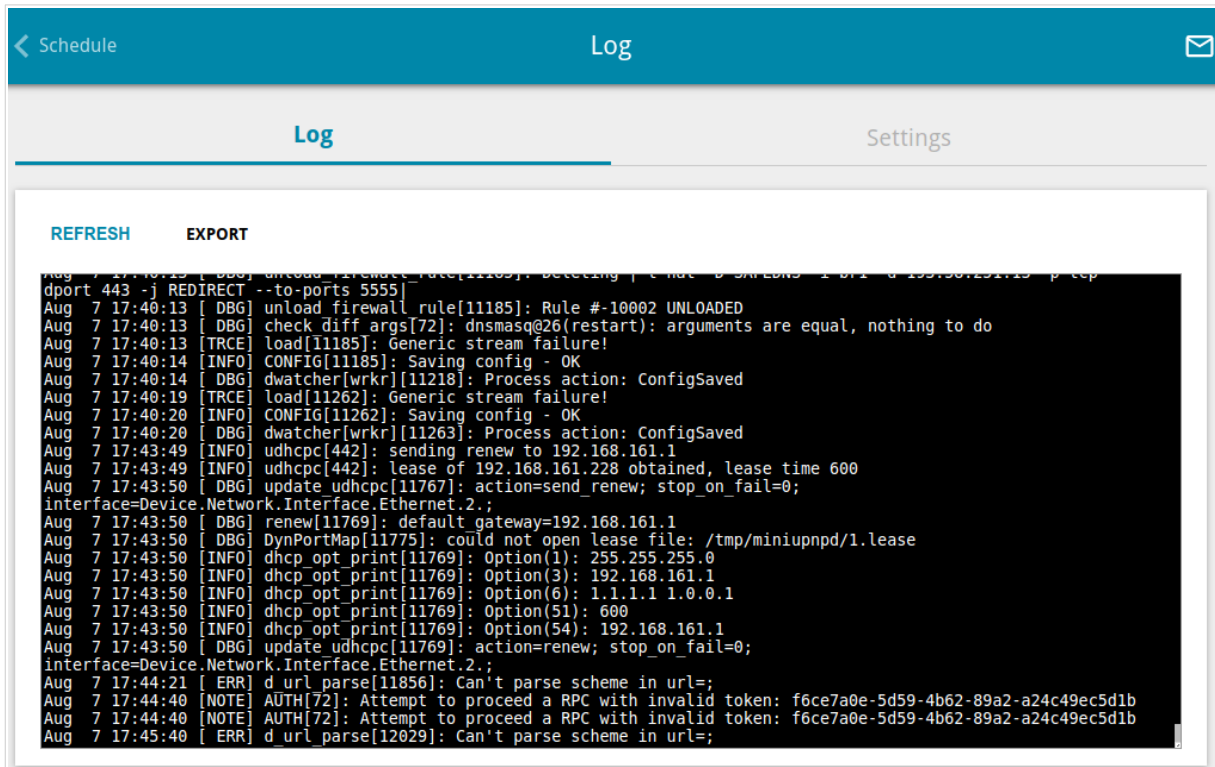 Schedule
Log
Log
Settings
REFRESH
EXPORT
dport 443 -j REDIRECT --to-ports 5555|
Aug  7 17:40:13 [ DBG] unload_firewall_rule[11185]: Rule #-10002 UNLOADED
Aug  7 17:40:13 [ DBG] check_diff_args[72]: dnsmasq@26(restart): arguments are equal, nothing to do
Aug  7 17:40:13 [TRCE] load[11185]: Generic stream failure!
Aug  7 17:40:14 [INFO] CONFIG[11185]: Saving config - OK
Aug  7 17:40:14 [ DBG] dwatcher[wrkr][11218]: Process action: ConfigSaved
Aug  7 17:40:19 [TRCE] load[11262]: Generic stream failure!
Aug  7 17:40:20 [INFO] CONFIG[11262]: Saving config - OK
Aug  7 17:40:20 [ DBG] dwatcher[wrkr][11263]: Process action: ConfigSaved
Aug  7 17:43:49 [INFO] udhcpc[442]: sending renew to 192.168.161.1
Aug  7 17:43:49 [INFO] udhcpc[442]: lease of 192.168.161.228 obtained, lease time 600
Aug  7 17:43:50 [ DBG] update_udhcpc[11767]: action=send_renew; stop_on_fail=0;
interface=Device.Network.Interface.Ethernet.2.;
Aug  7 17:43:50 [ DBG] renew[11769]: default_gateway=192.168.161.1
Aug  7 17:43:50 [ DBG] DynPortMap[11775]: could not open lease file: /tmp/miniupnpd/1.lease
Aug  7 17:43:50 [INFO] dhcp_opt_print[11769]: Option(1): 255.255.255.0
Aug  7 17:43:50 [INFO] dhcp_opt_print[11769]: Option(3): 192.168.161.1
Aug  7 17:43:50 [INFO] dhcp_opt_print[11769]: Option(6): 1.1.1.1 1.0.0.1
Aug  7 17:43:50 [INFO] dhcp_opt_print[11769]: Option(51): 600
Aug  7 17:43:50 [INFO] dhcp_opt_print[11769]: Option(54): 192.168.161.1
Aug  7 17:43:50 [ DBG] update_udhcpc[11769]: action=renew; stop_on_fail=0;
interface=Device.Network.Interface.Ethernet.2.;
Aug  7 17:44:21 [ ERR] d_url_parse[11856]: Can't parse scheme in url=;
Aug  7 17:44:40 [NOTE] AUTH[72]: Attempt to proceed a RPC with invalid token: f6ce7a0e-5d59-4b62-89a2-a24c49ec5d1b
Aug  7 17:44:40 [NOTE] AUTH[72]: Attempt to proceed a RPC with invalid token: f6ce7a0e-5d59-4b62-89a2-a24c49ec5d1b
Aug  7 17:45:40 [ ERR] d_url_parse[12029]: Can't parse scheme in url=;